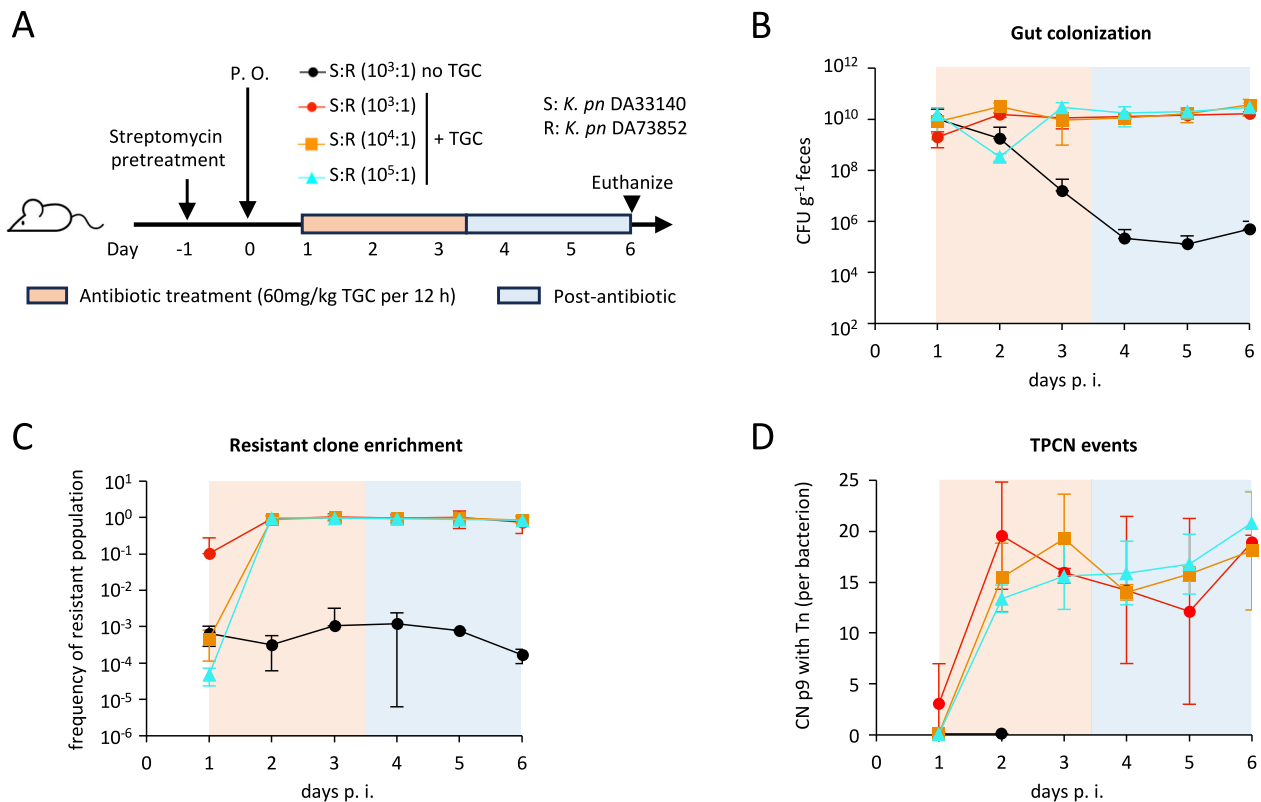 A
P. O.
Streptomycin
pretreatment
S:R (10³:1) no TGC
S:R (10³:1)
S:R (10⁴:1)
S:R (10⁵:1)
+ TGC
S: K. pn DA33140
R: K. pn DA73852
Euthanize
Day -1 0 1 2 3 4 5 6
Antibiotic treatment (60mg/kg TGC per 12 h)
Post-antibiotic
B
Gut colonization
CFU g⁻¹ feces
10¹²
10¹⁰
10⁸
10⁶
10⁴
10²
0 1 2 3 4 5 6
days p. i.
C
Resistant clone enrichment
frequency of resistant population
10¹
10⁰
10⁻¹
10⁻²
10⁻³
10⁻⁴
10⁻⁵
10⁻⁶
0 1 2 3 4 5 6
days p. i.
D
TPCN events
CN p9 with Tn (per bacterion)
25
20
15
10
5
0
0 1 2 3 4 5 6
days p. i.